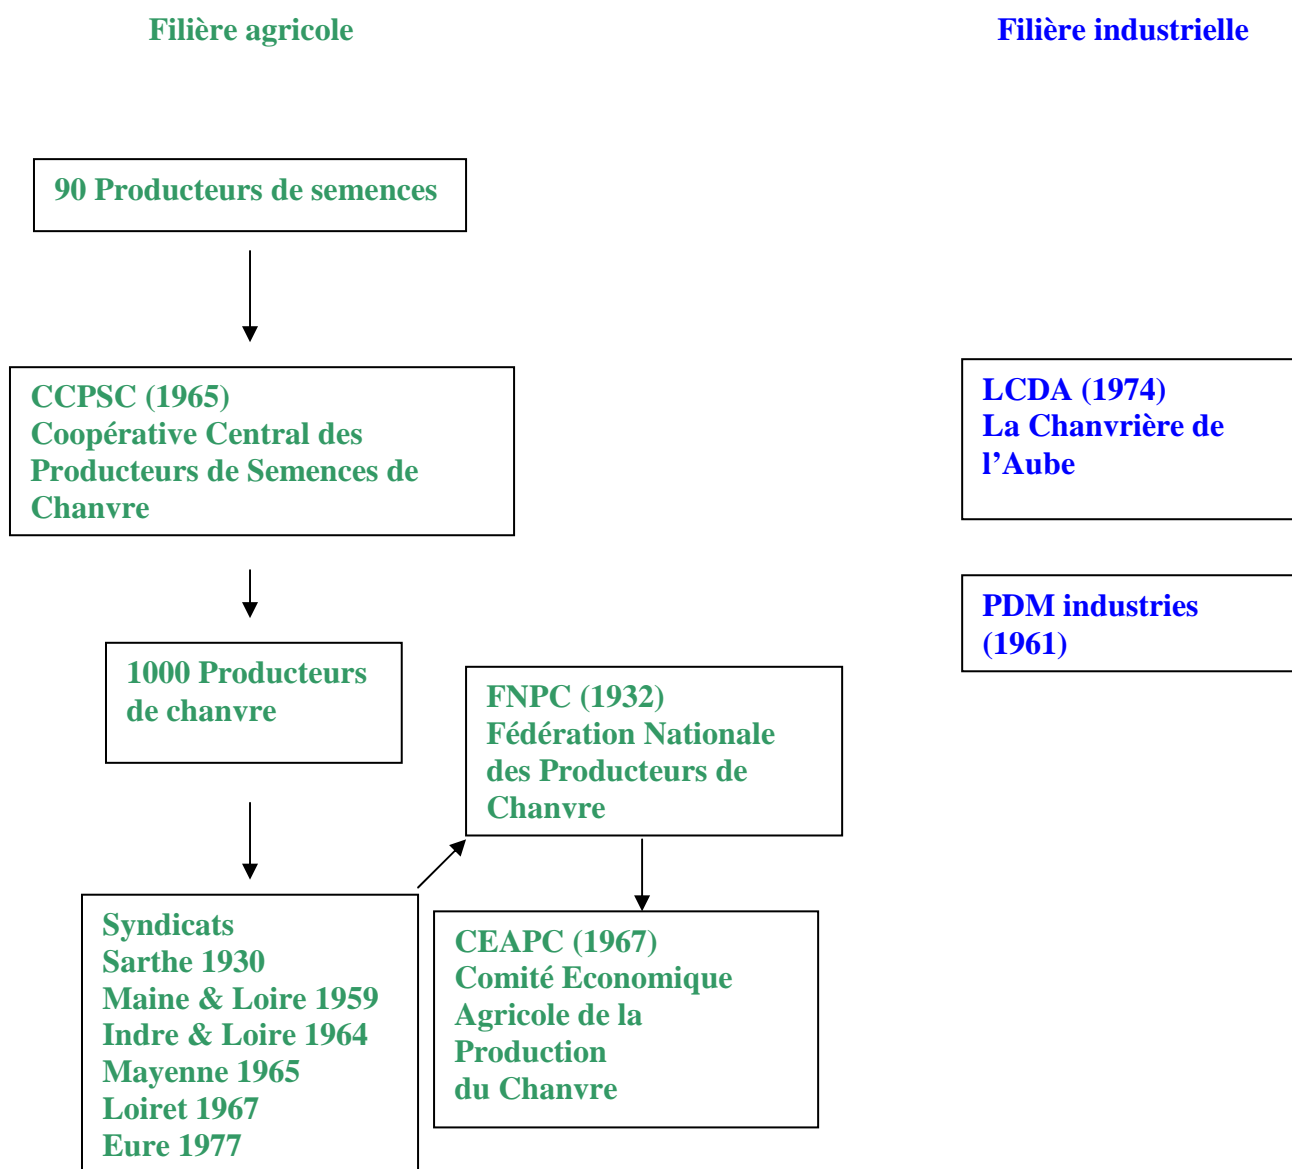 Filière agricole
Filière industrielle
90 Producteurs de semences
CCPSC (1965)
Coopérative Central des
Producteurs de Semences de
Chanvre
LCDA (1974)
La Chanvrière de
l’Aube
PDM industries
(1961)
1000 Producteurs
de chanvre
FNPC (1932)
Fédération Nationale
des Producteurs de
Chanvre
Syndicats
Sarthe 1930
Maine & Loire 1959
Indre & Loire 1964
Mayenne 1965
Loiret 1967
Eure 1977
CEAPC (1967)
Comité Economique
Agricole de la
Production
du Chanvre